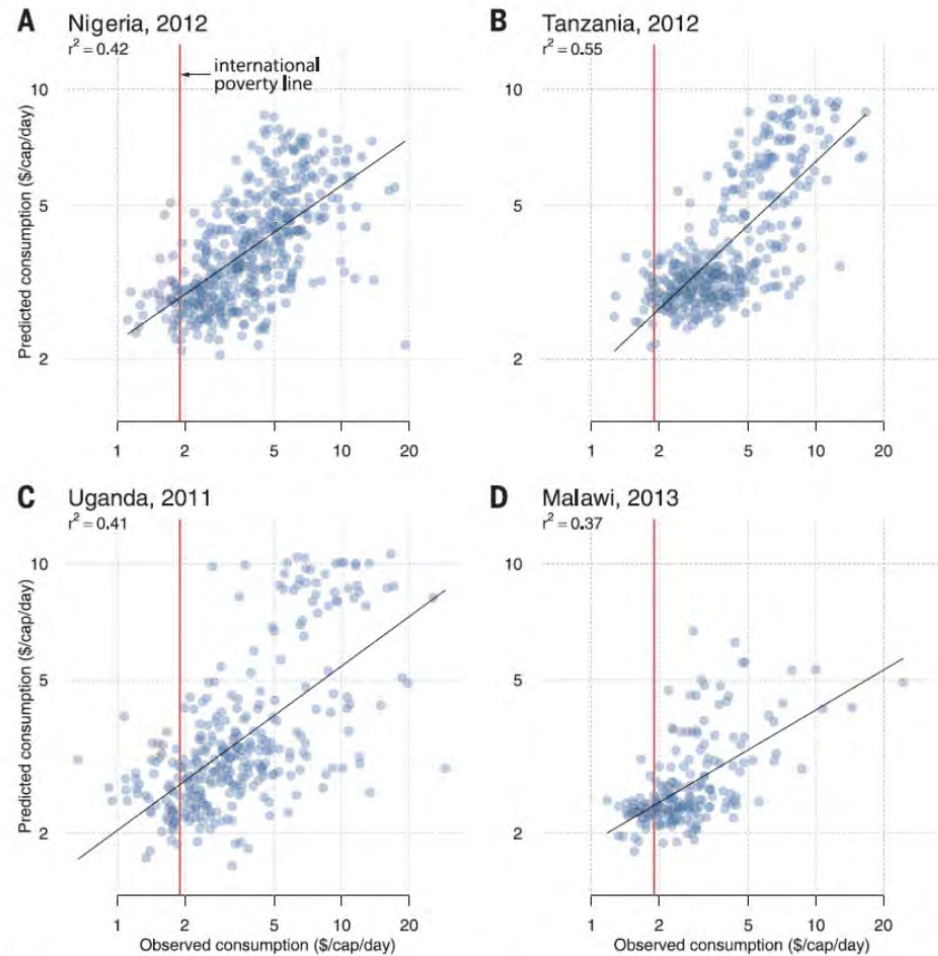 A Nigeria, 2012
r² = 0.42
international
poverty line
10
5
2
Predicted consumption ($/cap/day)
1 2 5 10 20
B Tanzania, 2012
r² = 0.55
10
5
2
1 2 5 10 20
C Uganda, 2011
r² = 0.41
10
5
2
Predicted consumption ($/cap/day)
1 2 5 10 20
Observed consumption ($/cap/day)
D Malawi, 2013
r² = 0.37
10
5
2
1 2 5 10 20
Observed consumption ($/cap/day)